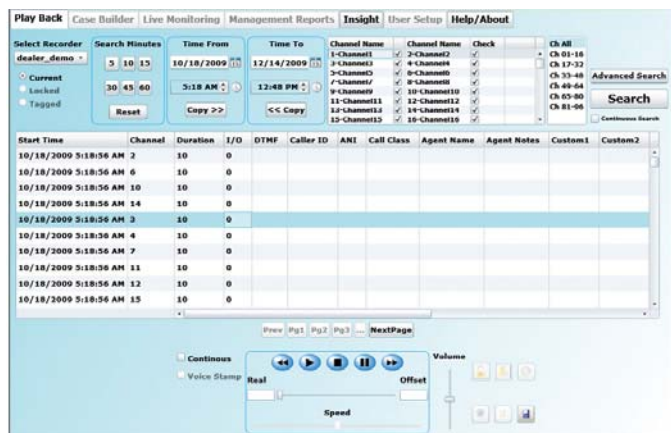 Play Back Case Builder Live Monitoring Management Reports Insight User Setup Help/About
Select Recorder
dealer_demo
Current
Locked
Tagged
Search Minutes
5 10 15
30 45 60
Reset
Time From
10/18/2009
5:18 AM
Copy >>
Time To
12/14/2009
12:48 PM
<< Copy
Channel Name Channel Name Check
1-Channel1 2-Channel2
3-Channel3 4-Channel4
5-Channel5 6-Channel6
7-Channel7 8-Channel8
9-Channel9 10-Channel10
11-Channel11 12-Channel12
13-Channel13 14-Channel14
15-Channel15 16-Channel16
Ch All
Ch 01-16
Ch 17-32
Ch 33-48
Ch 49-64
Ch 65-80
Ch 81-96
Advanced Search
Search
Continuous Search
Start Time Channel Duration I/O DTMF Caller ID ANI Call Class Agent Name Agent Notes Custom1 Custom2
10/18/2009 5:18:56 AM 2 10 0
10/18/2009 5:18:56 AM 6 10 0
10/18/2009 5:18:56 AM 10 10 0
10/18/2009 5:18:56 AM 14 10 0
10/18/2009 5:18:56 AM 3 10 0
10/18/2009 5:18:56 AM 4 10 0
10/18/2009 5:18:56 AM 7 10 0
10/18/2009 5:18:56 AM 11 10 0
10/18/2009 5:18:56 AM 12 10 0
10/18/2009 5:18:56 AM 15 10 0
Prev Pg1 Pg2 Pg3 ... NextPage
Continous
Voice Stamp
Real Offset
Speed
Volume